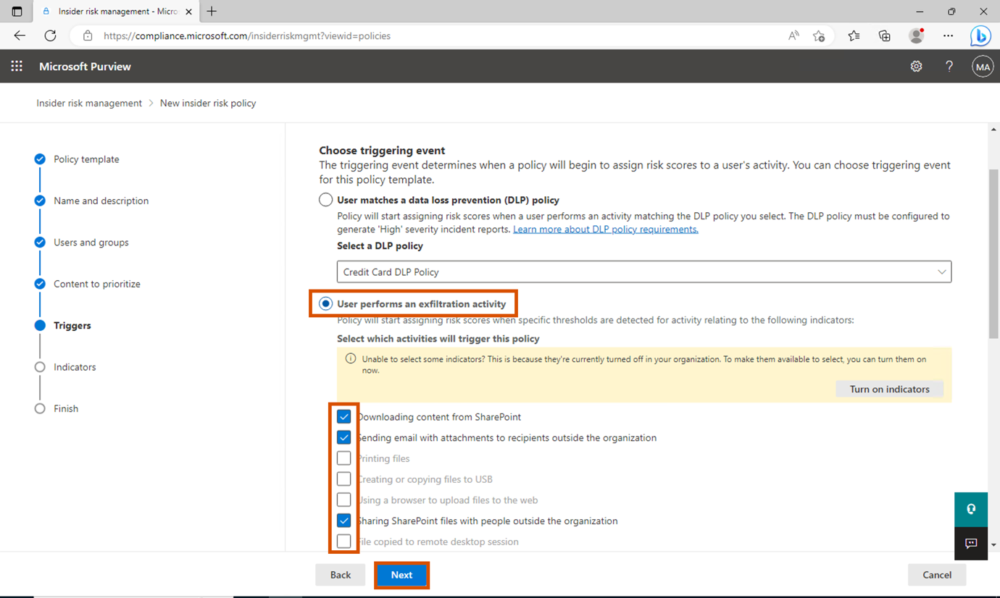 Insider risk management - Micro
https://compliance.microsoft.com/insiderriskmgmt?viewid=policies
Microsoft Purview
MA
Insider risk management > New insider risk policy
Policy template
Name and description
Users and groups
Content to prioritize
Triggers
Indicators
Finish
Choose triggering event
The triggering event determines when a policy will begin to assign risk scores to a user's activity. You can choose triggering event
for this policy template.
User matches a data loss prevention (DLP) policy
Policy will start assigning risk scores when a user performs an activity matching the DLP policy you select. The DLP policy must be configured to
generate 'High' severity incident reports. Learn more about DLP policy requirements.
Select a DLP policy
Credit Card DLP Policy
User performs an exfiltration activity
Policy will start assigning risk scores when specific thresholds are detected for activity relating to the following indicators:
Select which activities will trigger this policy
Unable to select some indicators? This is because they're currently turned off in your organization. To make them available to select, you can turn them on
now.
Turn on indicators
Downloading content from SharePoint
Sending email with attachments to recipients outside the organization
Printing files
Creating or copying files to USB
Using a browser to upload files to the web
Sharing SharePoint files with people outside the organization
File copied to remote desktop session
Back
Next
Cancel